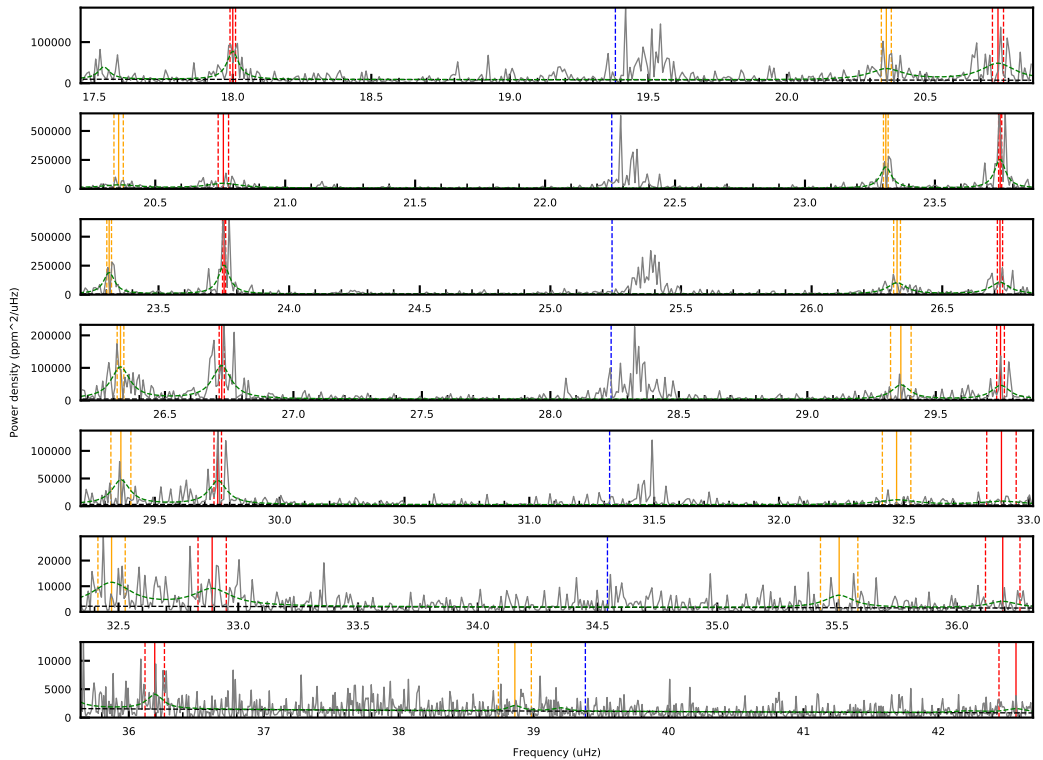 100000
0
17.5 18.0 18.5 19.0 19.5 20.0 20.5
500000
250000
0
20.5 21.0 21.5 22.0 22.5 23.0 23.5
500000
250000
0
23.5 24.0 24.5 25.0 25.5 26.0 26.5
200000
100000
0
26.5 27.0 27.5 28.0 28.5 29.0 29.5
Power density (ppm^2/uHz)
100000
50000
0
29.5 30.0 30.5 31.0 31.5 32.0 32.5 33.0
20000
10000
0
32.5 33.0 33.5 34.0 34.5 35.0 35.5 36.0
10000
5000
0
36 37 38 39 40 41 42
Frequency (uHz)